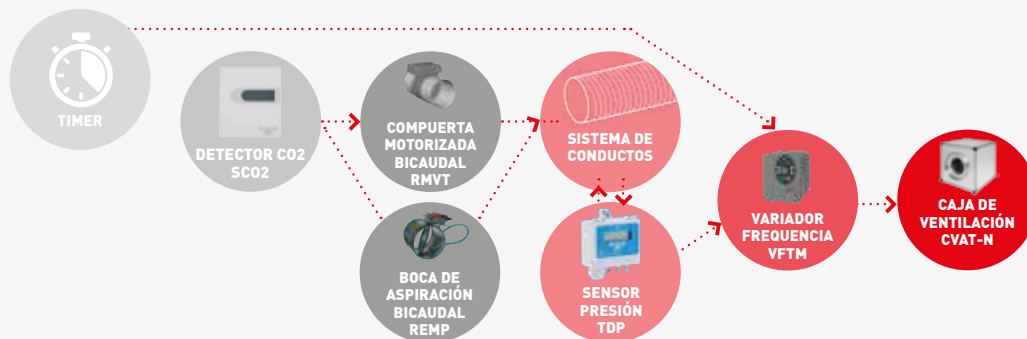 TIMER
DETECTOR CO2
SCO2
COMPUERTA
MOTORIZADA
BICAUDAL
RMVT
BOCA DE
ASPIRACIÓN
BICAUDAL
REMP
SISTEMA DE
CONDUCTOS
SENSOR
PRESIÓN
TDP
VARIADOR
FREQUENCIA
VFTM
CAJA DE
VENTILACIÓN
CVAT-N